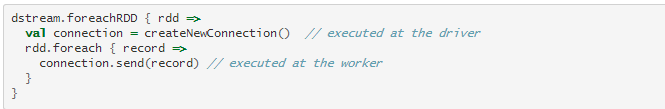 dstream.foreachRDD { rdd =>
  val connection = createNewConnection()  // executed at the driver
  rdd.foreach { record =>
    connection.send(record) // executed at the worker
  }
}